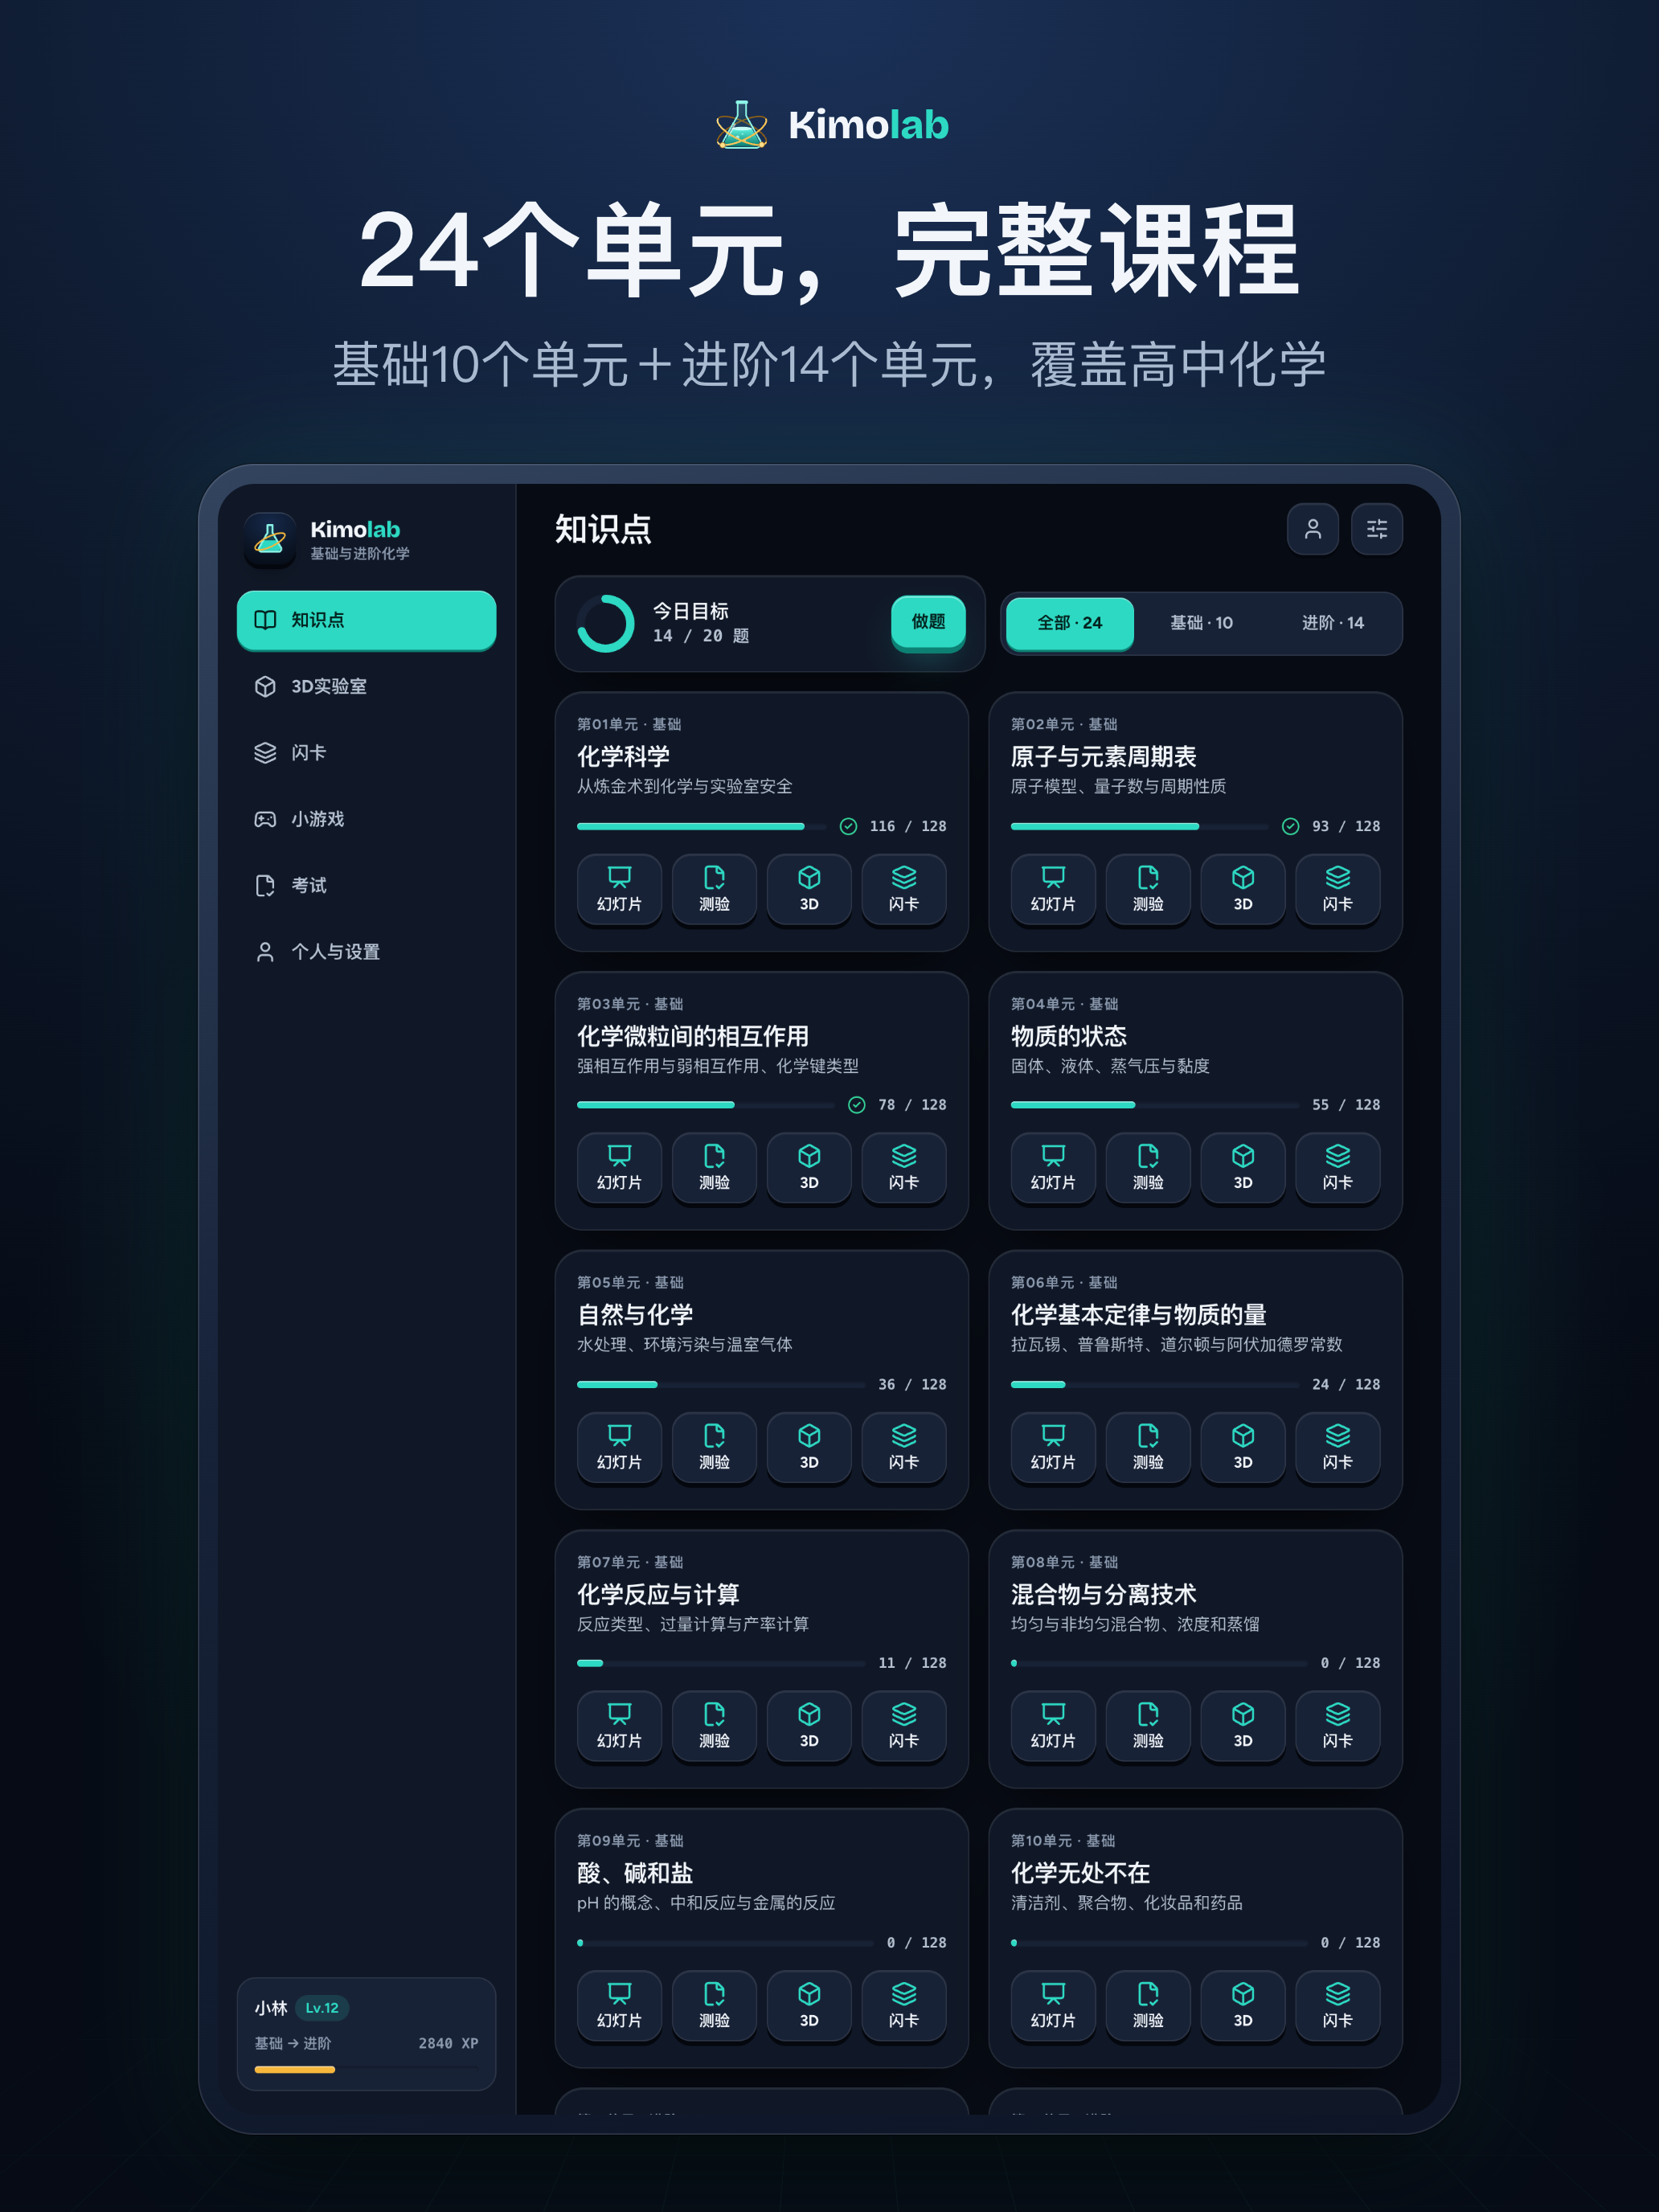 Kimolab
24个单元，完整课程
基础10个单元＋进阶14个单元，覆盖高中化学
Kimolab
基础与进阶化学
知识点
3D实验室
闪卡
小游戏
考试
个人与设置
小林 Lv.12
基础 → 进阶 2840 XP
知识点
今日目标
14 / 20 题
做题
全部 · 24 基础 · 10 进阶 · 14
第01单元 · 基础
化学科学
从炼金术到化学与实验室安全
116 / 128
幻灯片 测验 3D 闪卡
第02单元 · 基础
原子与元素周期表
原子模型、量子数与周期性质
93 / 128
幻灯片 测验 3D 闪卡
第03单元 · 基础
化学微粒间的相互作用
强相互作用与弱相互作用、化学键类型
78 / 128
幻灯片 测验 3D 闪卡
第04单元 · 基础
物质的状态
固体、液体、蒸气压与黏度
55 / 128
幻灯片 测验 3D 闪卡
第05单元 · 基础
自然与化学
水处理、环境污染与温室气体
36 / 128
幻灯片 测验 3D 闪卡
第06单元 · 基础
化学基本定律与物质的量
拉瓦锡、普鲁斯特、道尔顿与阿伏加德罗常数
24 / 128
幻灯片 测验 3D 闪卡
第07单元 · 基础
化学反应与计算
反应类型、过量计算与产率计算
11 / 128
幻灯片 测验 3D 闪卡
第08单元 · 基础
混合物与分离技术
均匀与非均匀混合物、浓度和蒸馏
0 / 128
幻灯片 测验 3D 闪卡
第09单元 · 基础
酸、碱和盐
pH 的概念、中和反应与金属的反应
0 / 128
幻灯片 测验 3D 闪卡
第10单元 · 基础
化学无处不在
清洁剂、聚合物、化妆品和药品
0 / 128
幻灯片 测验 3D 闪卡